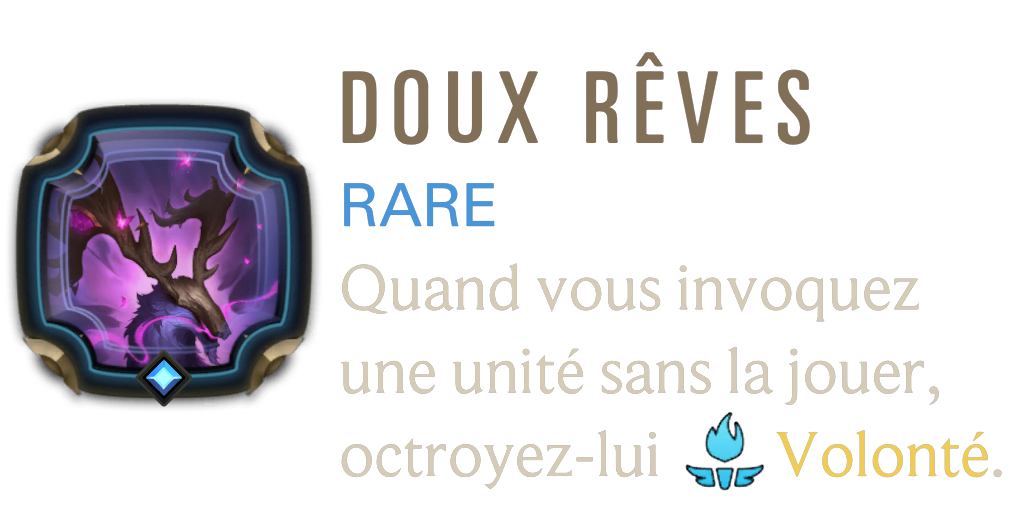 DOUX RÊVES
RARE
Quand vous invoquez
une unité sans la jouer,
octroyez-lui Volonté.